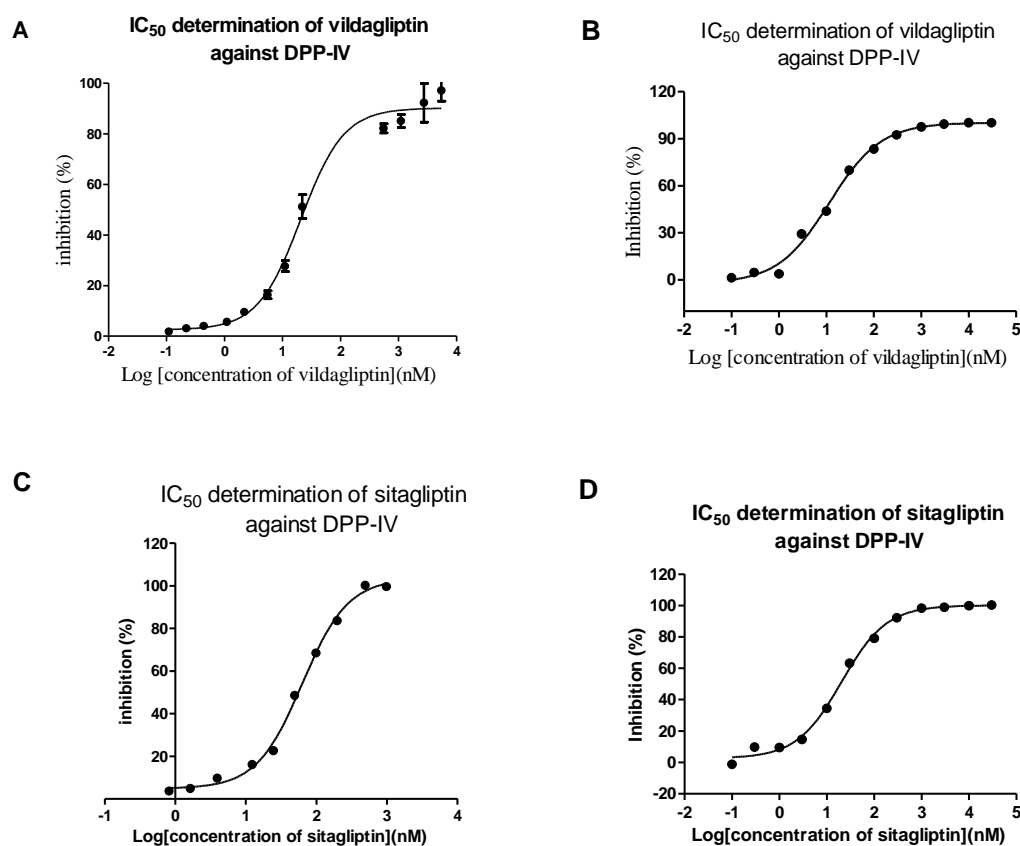 A
IC50 determination of vildagliptin
against DPP-IV
100
80
60
40
20
0
inhibition (%)
-2 -1 0 1 2 3 4
Log [concentration of vildagliptin](nM)
B
IC50 determination of vildagliptin
against DPP-IV
120
90
60
30
0
Inhibition (%)
-2 -1 0 1 2 3 4 5
Log [concentration of vildagliptin](nM)
C
IC50 determination of sitagliptin
against DPP-IV
120
100
80
60
40
20
inhibition (%)
-1 0 1 2 3 4
Log[concentration of sitagliptin](nM)
D
IC50 determination of sitagliptin
against DPP-IV
120
100
80
60
40
20
0
-20
Inhibition (%)
-2 -1 0 1 2 3 4 5
Log[concentration of sitagliptin](nM)